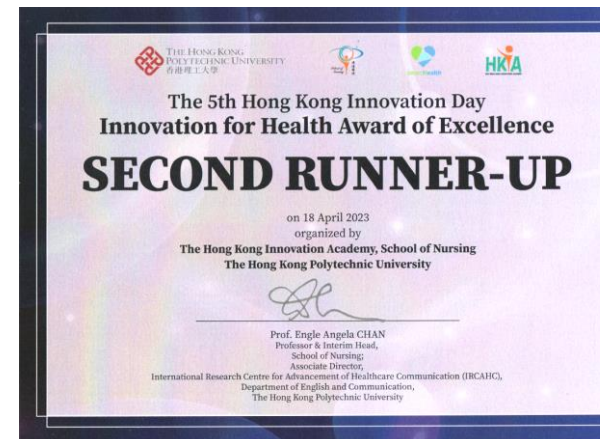 THE HONG KONG
POLYTECHNIC UNIVERSITY
香港理工大學
HKIA
The 5th Hong Kong Innovation Day
Innovation for Health Award of Excellence
SECOND RUNNER-UP
on 18 April 2023
organized by
The Hong Kong Innovation Academy, School of Nursing
The Hong Kong Polytechnic University
Prof. Engle Angela CHAN
Professor & Interim Head,
School of Nursing;
Associate Director,
International Research Centre for Advancement of Healthcare Communication (IRCAHC),
Department of English and Communication,
The Hong Kong Polytechnic University